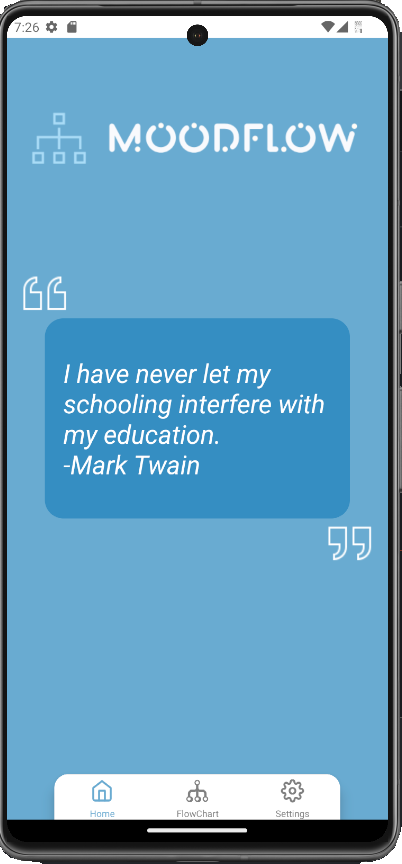 7:26
MOODFLOW
I have never let my
schooling interfere with
my education.
-Mark Twain
Home
FlowChart
Settings